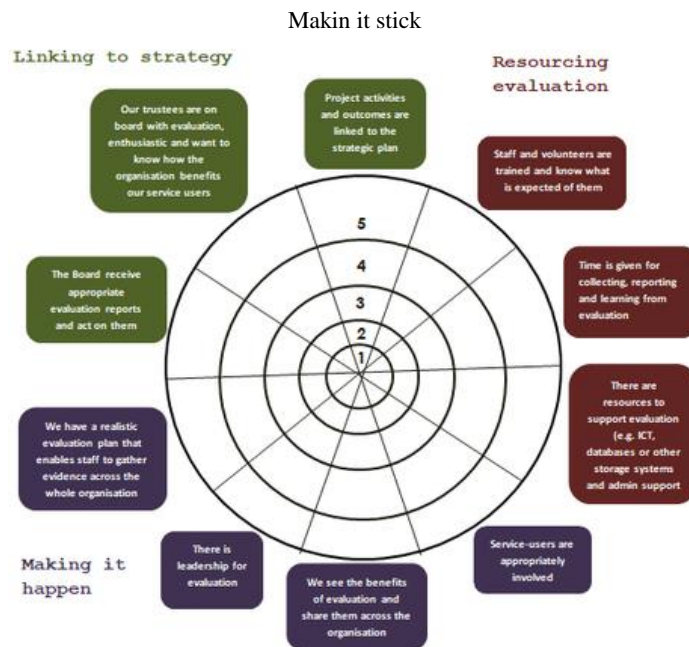 Makin it stick
Linking to strategy
Resourcing
evaluation
Our trustees are on
board with evaluation,
enthusiastic and want to
know how the
organisation benefits
our service users
Project activities
and outcomes are
linked to the
strategic plan
Staff and volunteers are
trained and know what
is expected of them
The Board receive
appropriate
evaluation reports
and act on them
Time is given for
collecting, reporting
and learning from
evaluation
5
4
3
2
1
There are
resources to
support evaluation
(e.g. ICT,
databases or other
storage systems
and admin support
We have a realistic
evaluation plan that
enables staff to gather
evidence across the
whole organisation
Making it
happen
There is
leadership for
evaluation
We see the benefits
of evaluation and
share them across the
organisation
Service-users are
appropriately
involved